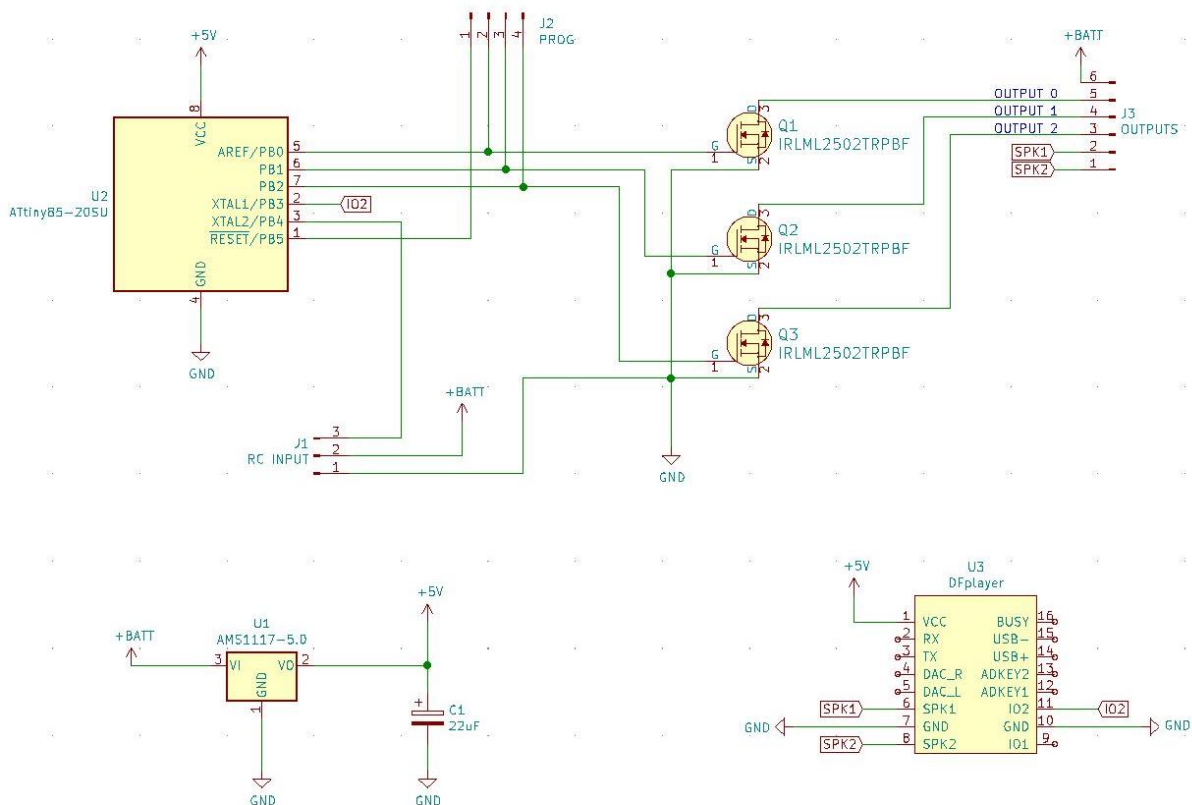 +5V
8
VCC
AREF/PB0 5
PB1 6
PB2 7
XTAL1/PB3 2
XTAL2/PB4 3
RESET/PB5 1
U2
ATtiny85-20SU
GND
4
GND
IO2
1 2 3 4
J2
PROG
G
1
D
3
S
2
Q1
IRLML2502TRPBF
G
1
D
3
S
2
Q2
IRLML2502TRPBF
G
1
D
3
S
2
Q3
IRLML2502TRPBF
GND
+BATT
6
OUTPUT 0 5
OUTPUT 1 4
OUTPUT 2 3
SPK1 2
SPK2 1
J3
OUTPUTS
+BATT
3
2
1
J1
RC INPUT
+BATT
U1
AMS1117-5.0
3 VI VO 2
GND
1
GND
+5V
+
C1
22uF
GND
+5V
U3
DFplayer
1 VCC BUSY 16
2 RX USB- 15
3 TX USB+ 14
4 DAC_R ADKEY2 13
5 DAC_L ADKEY1 12
SPK1 6 SPK1 IO2 11 IO2
GND 7 GND GND 10 GND
SPK2 8 SPK2 IO1 9